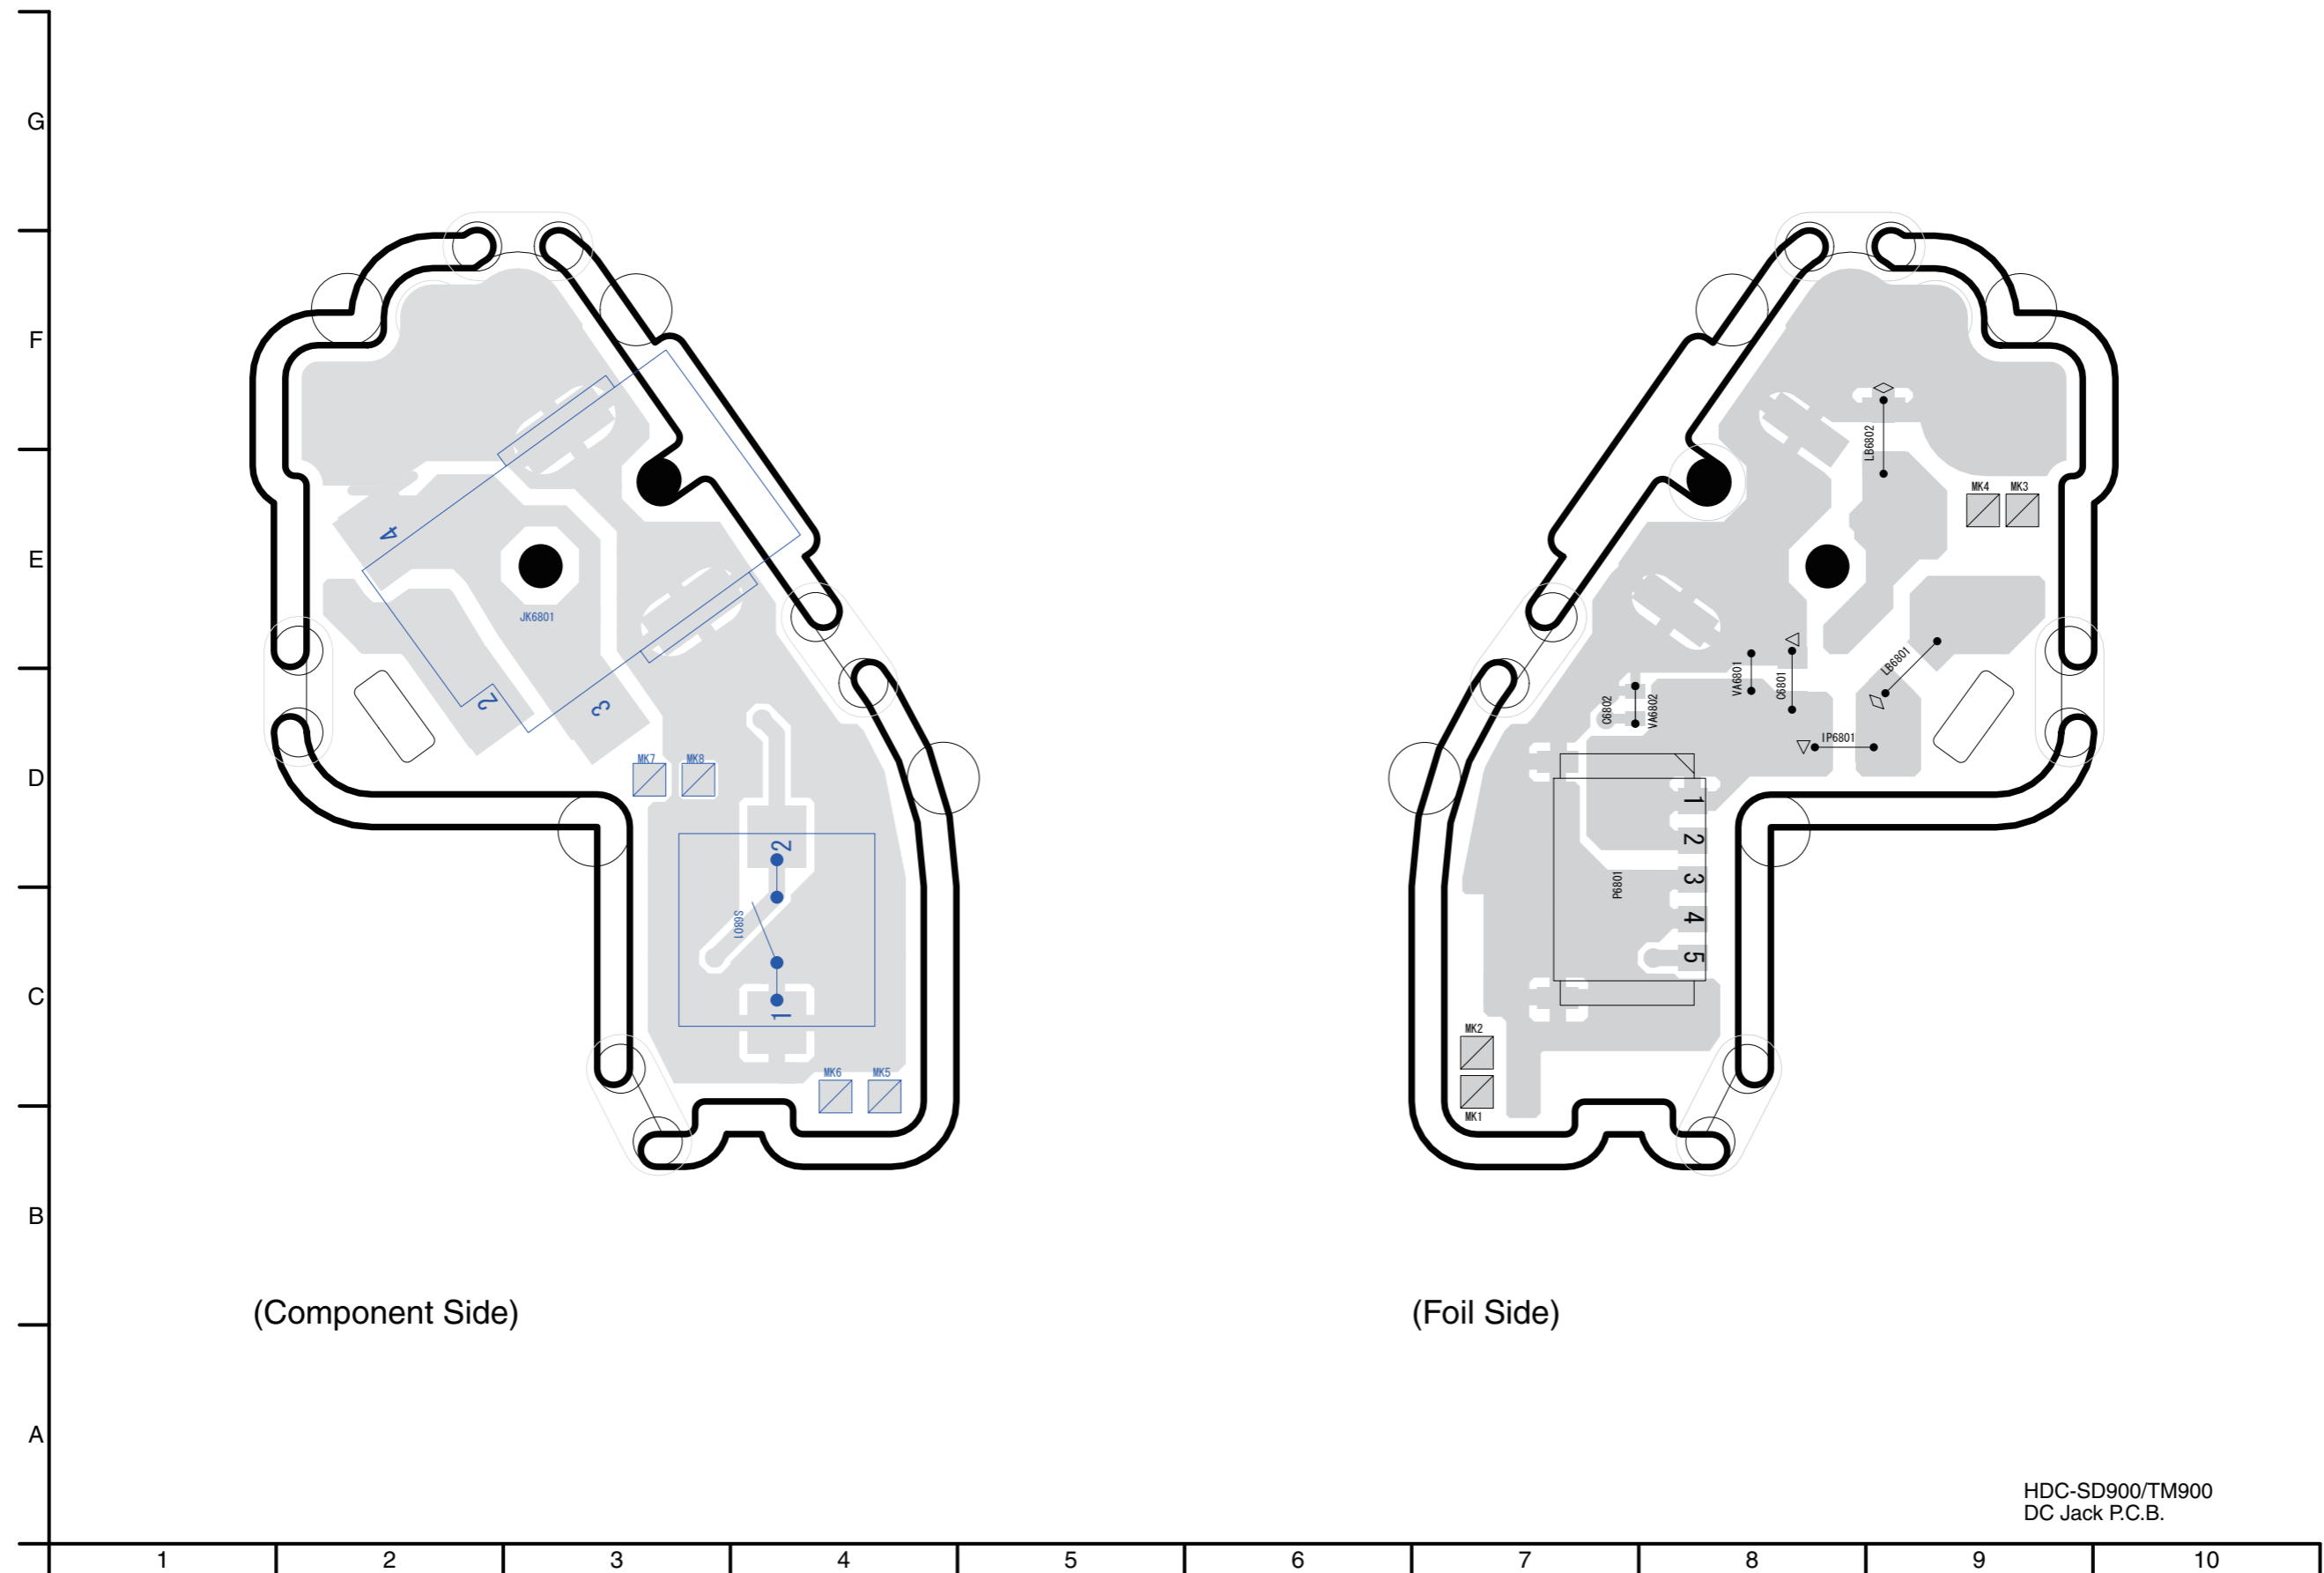 G
F
E
D
C
B
A
4
JK6801
2
3
MK7 MK8
2
S6801
1
MK6 MK5
LB6802
MK4 MK3
LB6801
VA6801
C6801
C6802
VA6802
IP6801
P6801
1
2
3
4
5
MK2
MK1
(Component Side)
(Foil Side)
HDC-SD900/TM900
DC Jack P.C.B.
1 2 3 4 5 6 7 8 9 10